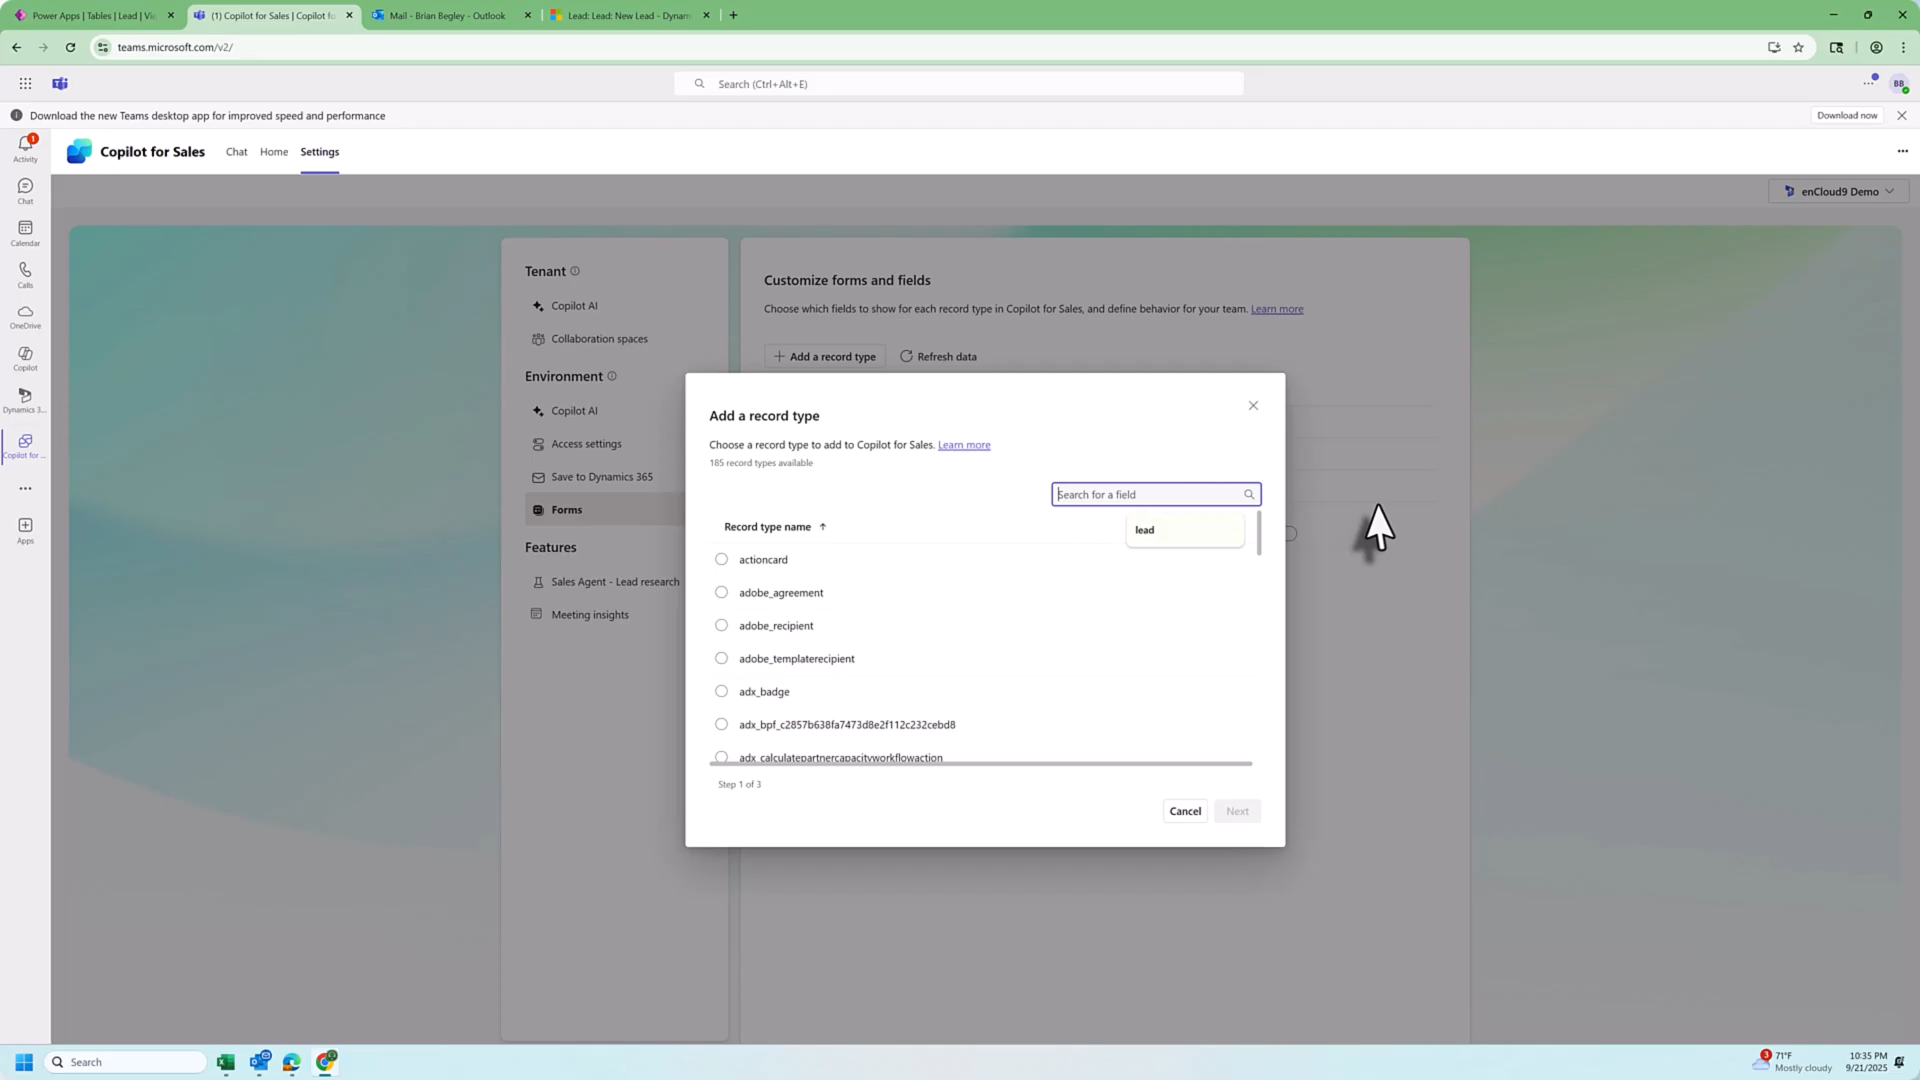 Power Apps | Tables | Lead | Vi
(1) Copilot for Sales | Copilot fo
Mail - Brian Begley - Outlook
Lead: Lead: New Lead - Dynam
teams.microsoft.com/v2/
Search (Ctrl+Alt+E)
BB
Download the new Teams desktop app for improved speed and performance
Download now
1
Activity
Chat
Calendar
Calls
OneDrive
Copilot
Dynamics 3...
Copilot for ...
Apps
Copilot for Sales
Chat
Home
Settings
enCloud9 Demo
Tenant
Copilot AI
Collaboration spaces
Environment
Copilot AI
Access settings
Save to Dynamics 365
Forms
Features
Sales Agent - Lead research
Meeting insights
Customize forms and fields
Choose which fields to show for each record type in Copilot for Sales, and define behavior for your team. Learn more
Add a record type
Refresh data
Add a record type
Choose a record type to add to Copilot for Sales. Learn more
185 record types available
Search for a field
lead
Record type name
actioncard
adobe_agreement
adobe_recipient
adobe_templaterecipient
adx_badge
adx_bpf_c2857b638fa7473d8e2f112c232cebd8
adx_calculatepartnercapacityworkflowaction
Step 1 of 3
Cancel
Next
Search
3
71°F
Mostly cloudy
10:35 PM
9/21/2025